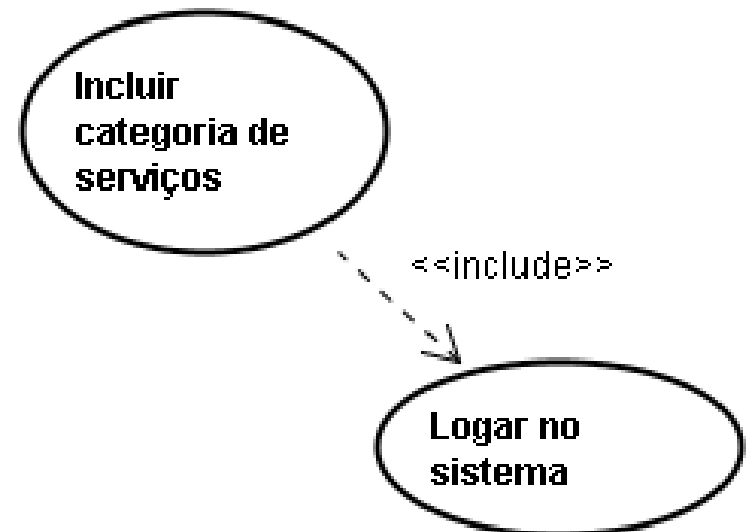 Incluir
categoria de
serviços
<<include>>
Logar no
sistema